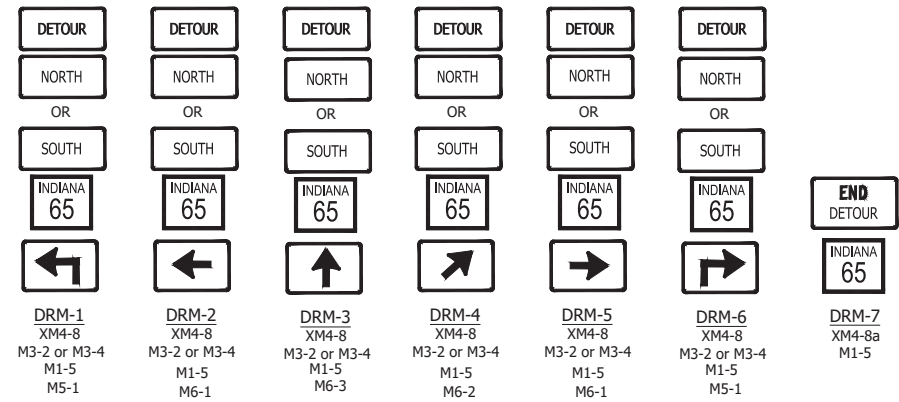 DETOUR
NORTH
OR
SOUTH
INDIANA
65
DRM-1
XM4-8
M3-2 or M3-4
M1-5
M5-1
DETOUR
NORTH
OR
SOUTH
INDIANA
65
DRM-2
XM4-8
M3-2 or M3-4
M1-5
M6-1
DETOUR
NORTH
OR
SOUTH
INDIANA
65
DRM-3
XM4-8
M3-2 or M3-4
M1-5
M6-3
DETOUR
NORTH
OR
SOUTH
INDIANA
65
DRM-4
XM4-8
M3-2 or M3-4
M1-5
M6-2
DETOUR
NORTH
OR
SOUTH
INDIANA
65
DRM-5
XM4-8
M3-2 or M3-4
M1-5
M6-1
DETOUR
NORTH
OR
SOUTH
INDIANA
65
DRM-6
XM4-8
M3-2 or M3-4
M1-5
M5-1
END
DETOUR
INDIANA
65
DRM-7
XM4-8a
M1-5